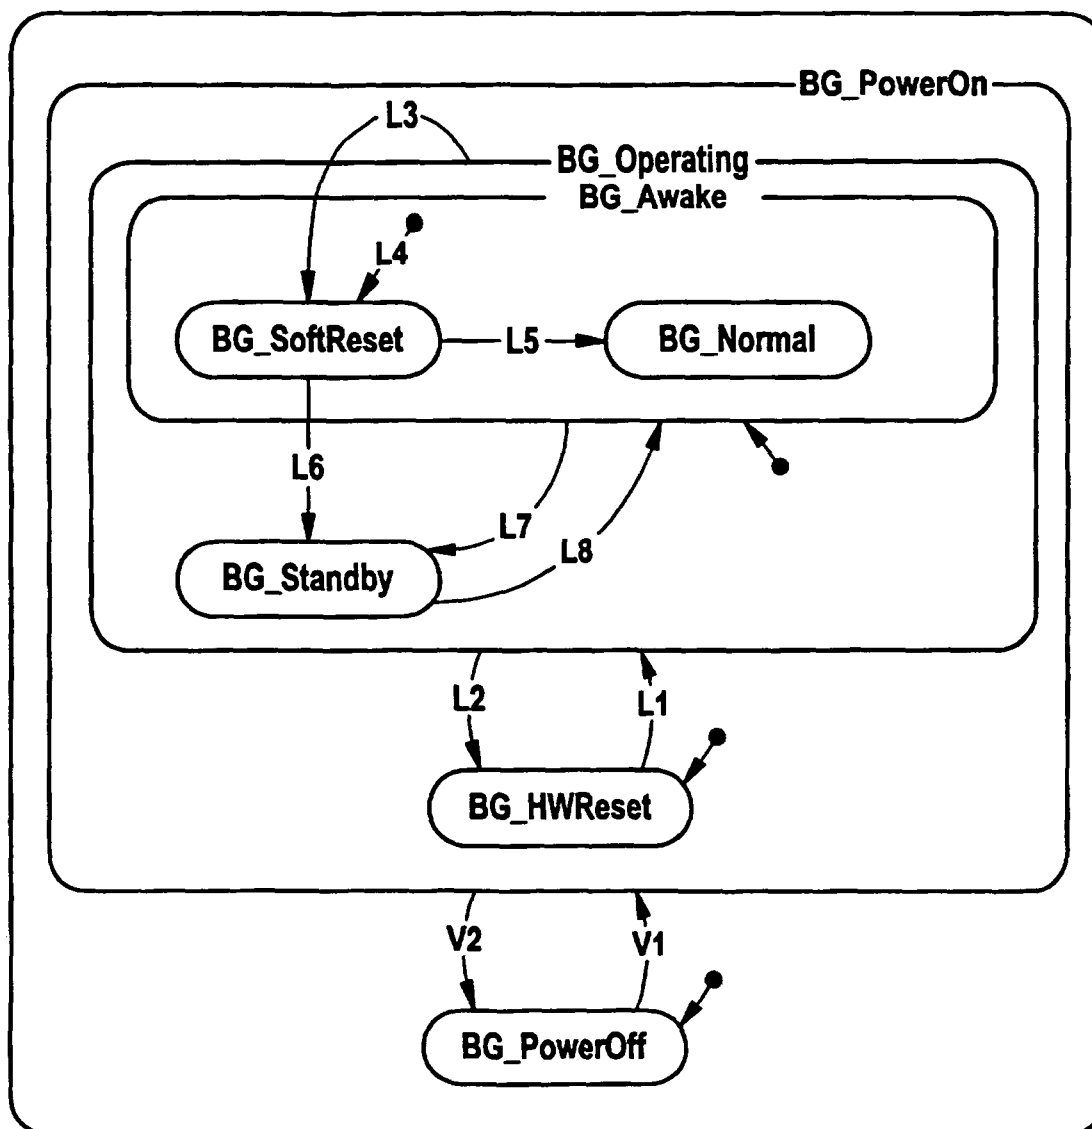 BG_PowerOn
L3
BG_Operating
BG_Awake
L4
BG_SoftReset
L5
BG_Normal
L6
L7
L8
BG_Standby
L2
L1
BG_HWReset
V2
V1
BG_PowerOff